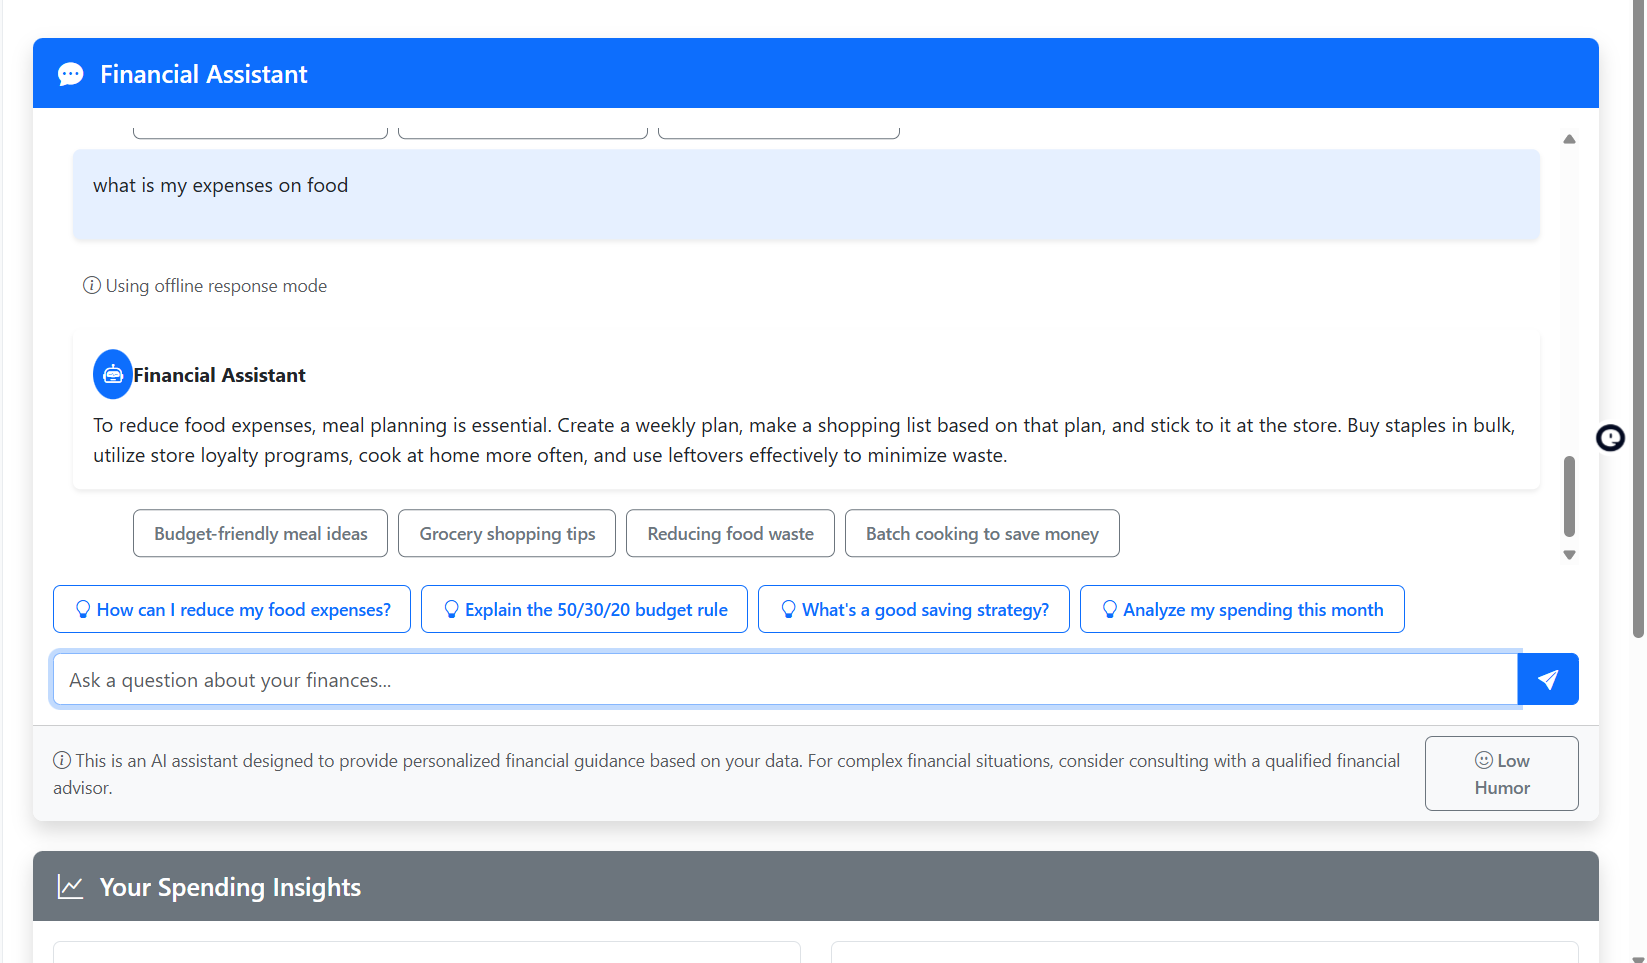 Financial Assistant
what is my expenses on food
Using offline response mode
Financial Assistant
To reduce food expenses, meal planning is essential. Create a weekly plan, make a shopping list based on that plan, and stick to it at the store. Buy staples in bulk,
utilize store loyalty programs, cook at home more often, and use leftovers effectively to minimize waste.
Budget-friendly meal ideas
Grocery shopping tips
Reducing food waste
Batch cooking to save money
How can I reduce my food expenses?
Explain the 50/30/20 budget rule
What's a good saving strategy?
Analyze my spending this month
Ask a question about your finances...
This is an AI assistant designed to provide personalized financial guidance based on your data. For complex financial situations, consider consulting with a qualified financial
advisor.
Low
Humor
Your Spending Insights